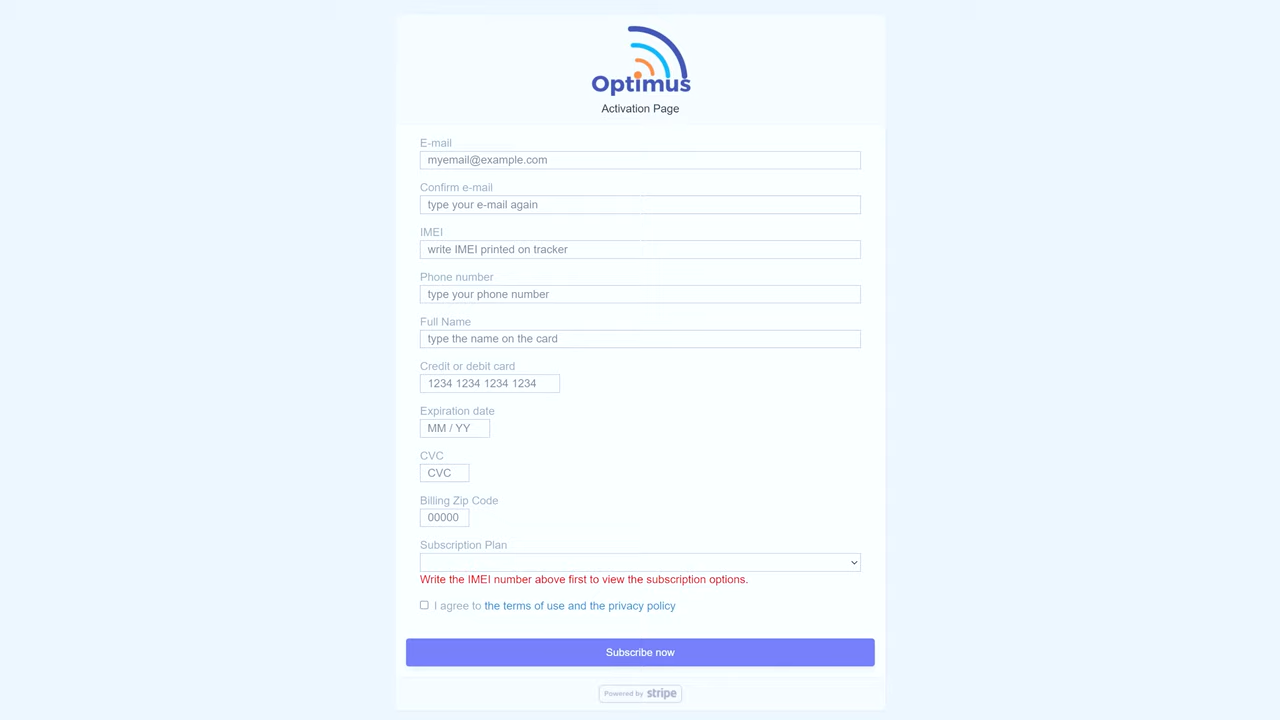 Optimus
Activation Page
E-mail
myemail@example.com
Confirm e-mail
type your e-mail again
IMEI
write IMEI printed on tracker
Phone number
type your phone number
Full Name
type the name on the card
Credit or debit card
1234 1234 1234 1234
Expiration date
MM / YY
CVC
CVC
Billing Zip Code
00000
Subscription Plan
Write the IMEI number above first to view the subscription options.
I agree to the terms of use and the privacy policy
Subscribe now
Powered by stripe